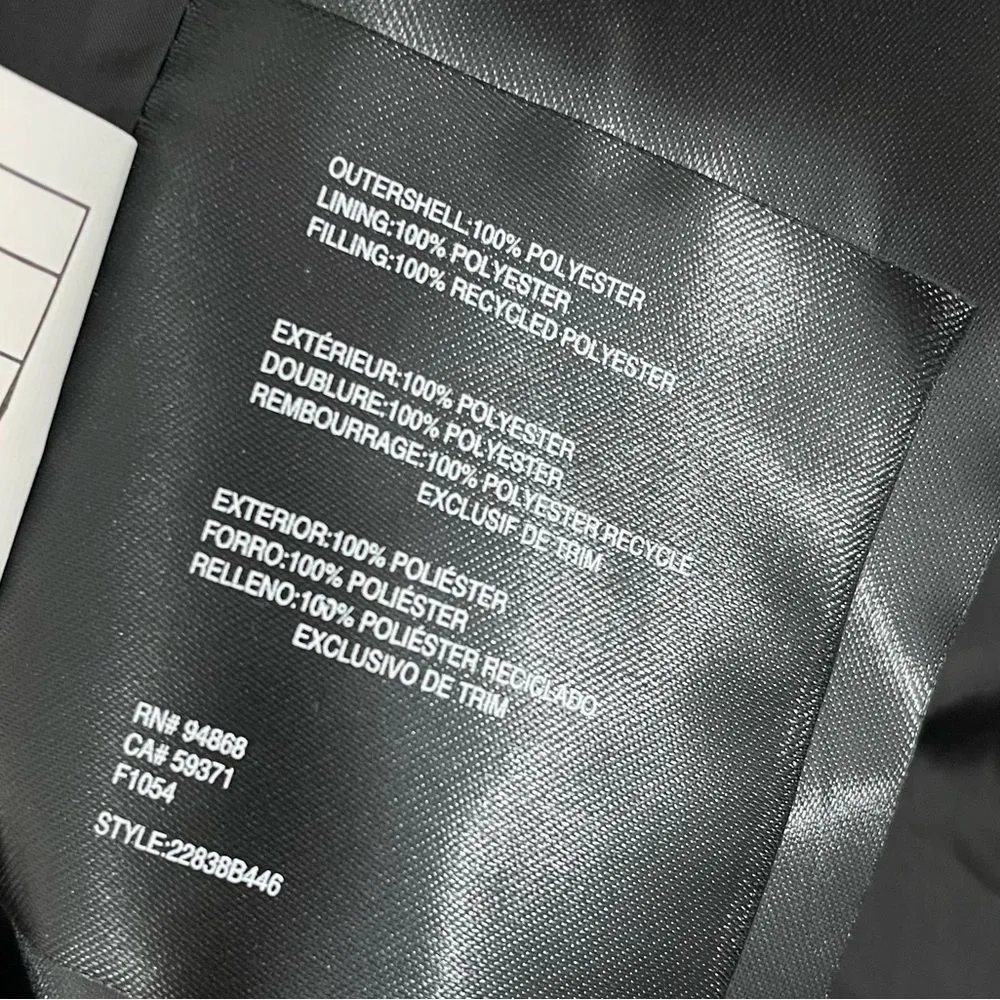 OUTERSHELL:100% POLYESTER
LINING:100% POLYESTER
FILLING:100% RECYCLED POLYESTER
EXTÉRIEUR:100% POLYESTER
DOUBLURE:100% POLYESTER
REMBOURRAGE:100% POLYESTER RECYCLE
EXCLUSIF DE TRIM
EXTERIOR:100% POLIÉSTER
FORRO:100% POLIÉSTER
RELLENO:100% POLIÉSTER RECICLADO
EXCLUSIVO DE TRIM
RN# 94868
CA# 59371
F1054
STYLE:22838B446